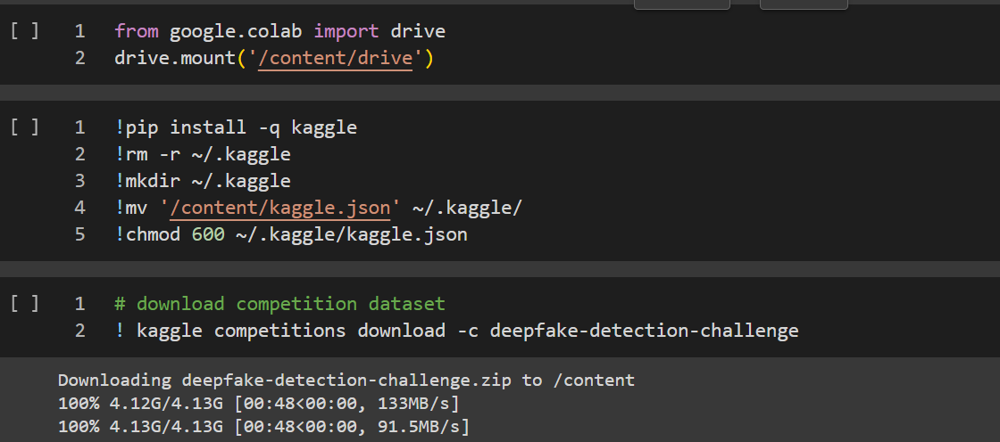 [ ] 1 from google.colab import drive
2 drive.mount('/content/drive')
[ ] 1 !pip install -q kaggle
2 !rm -r ~/.kaggle
3 !mkdir ~/.kaggle
4 !mv '/content/kaggle.json' ~/.kaggle/
5 !chmod 600 ~/.kaggle/kaggle.json
[ ] 1 # download competition dataset
2 ! kaggle competitions download -c deepfake-detection-challenge
Downloading deepfake-detection-challenge.zip to /content
100% 4.12G/4.13G [00:48<00:00, 133MB/s]
100% 4.13G/4.13G [00:48<00:00, 91.5MB/s]